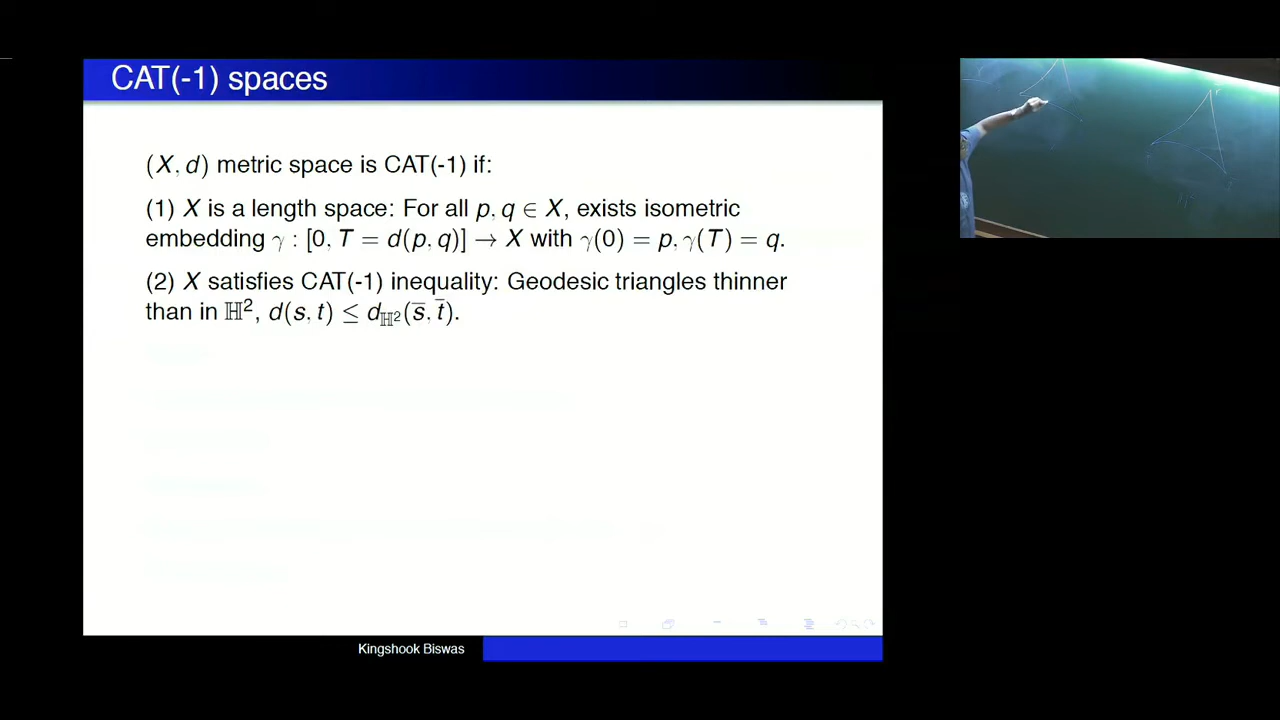 CAT(-1) spaces
(X, d) metric space is CAT(-1) if:
(1) X is a length space: For all p, q ∈ X, exists isometric
embedding γ : [0, T = d(p, q)] → X with γ(0) = p, γ(T) = q.
(2) X satisfies CAT(-1) inequality: Geodesic triangles thinner
than in ℍ², d(s, t) ≤ d_ℍ²(s̅, t̅).
Kingshook Biswas